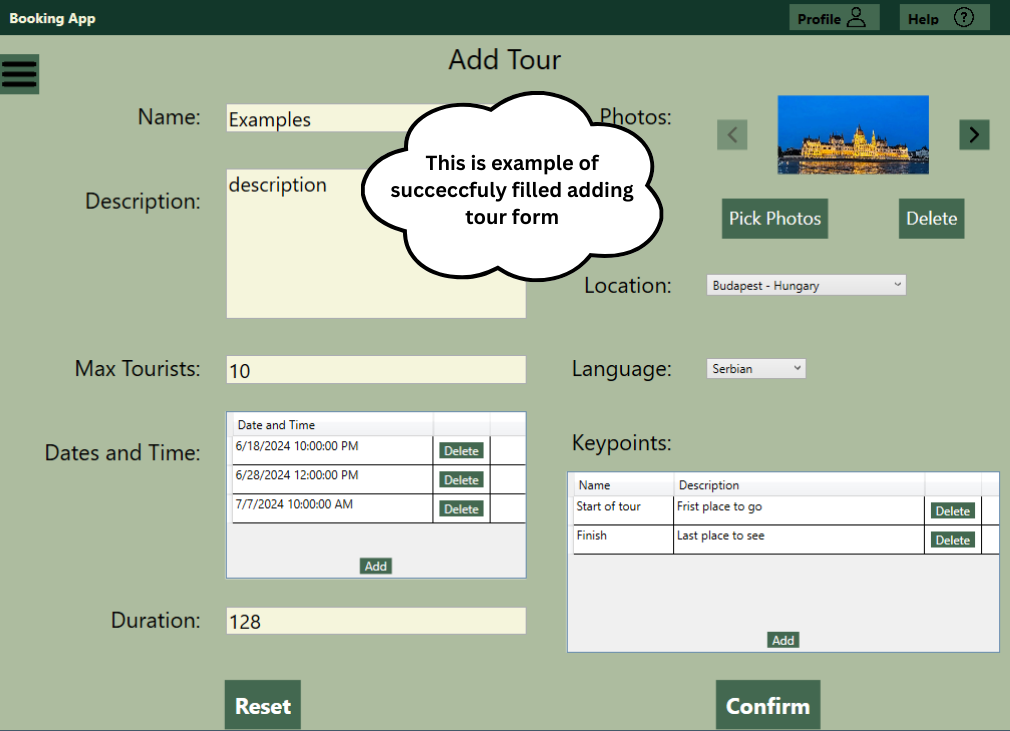 Booking App
Profile
Help
?
Add Tour
Name:
Examples
Description:
description
This is example of
succeccfuly filled adding
tour form
Photos:
<
>
Pick Photos
Delete
Location:
Budapest - Hungary
Max Tourists:
10
Language:
Serbian
Dates and Time:
Date and Time
6/18/2024 10:00:00 PM
Delete
6/28/2024 12:00:00 PM
Delete
7/7/2024 10:00:00 AM
Delete
Add
Keypoints:
Name Description
Start of tour Frist place to go Delete
Finish Last place to see Delete
Add
Duration:
128
Reset
Confirm